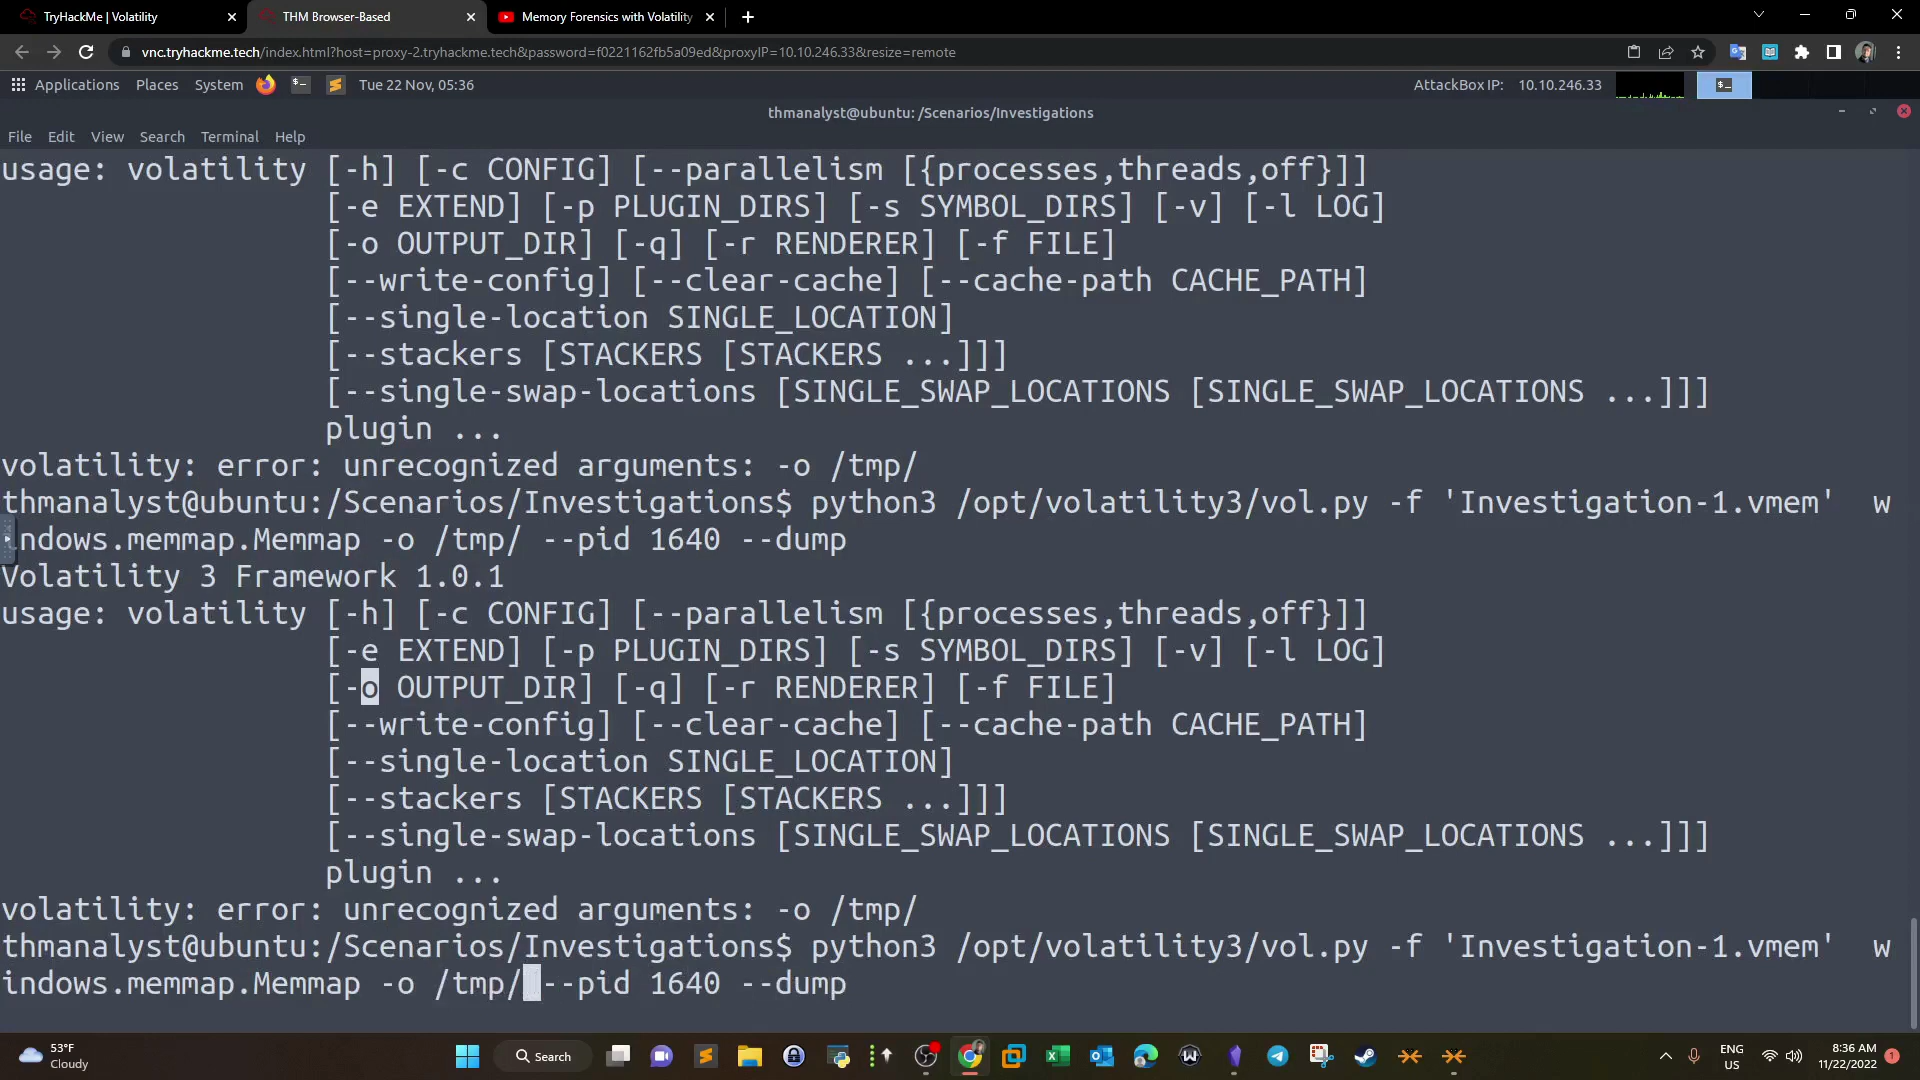 TryHackMe | Volatility
THM Browser-Based
Memory Forensics with Volatility
vnc.tryhackme.tech/index.html?host=proxy-2.tryhackme.tech&password=f0221162fb5a09ed&proxyIP=10.10.246.33&resize=remote
Applications Places System Tue 22 Nov, 05:36 AttackBox IP: 10.10.246.33
thmanalyst@ubuntu: /Scenarios/Investigations
File Edit View Search Terminal Help
usage: volatility [-h] [-c CONFIG] [--parallelism [{processes,threads,off}]]
[-e EXTEND] [-p PLUGIN_DIRS] [-s SYMBOL_DIRS] [-v] [-l LOG]
[-o OUTPUT_DIR] [-q] [-r RENDERER] [-f FILE]
[--write-config] [--clear-cache] [--cache-path CACHE_PATH]
[--single-location SINGLE_LOCATION]
[--stackers [STACKERS [STACKERS ...]]]
[--single-swap-locations [SINGLE_SWAP_LOCATIONS [SINGLE_SWAP_LOCATIONS ...]]]
plugin ...
volatility: error: unrecognized arguments: -o /tmp/
thmanalyst@ubuntu:/Scenarios/Investigations$ python3 /opt/volatility3/vol.py -f 'Investigation-1.vmem'  w
indows.memmap.Memmap -o /tmp/ --pid 1640 --dump
Volatility 3 Framework 1.0.1
usage: volatility [-h] [-c CONFIG] [--parallelism [{processes,threads,off}]]
[-e EXTEND] [-p PLUGIN_DIRS] [-s SYMBOL_DIRS] [-v] [-l LOG]
[-o OUTPUT_DIR] [-q] [-r RENDERER] [-f FILE]
[--write-config] [--clear-cache] [--cache-path CACHE_PATH]
[--single-location SINGLE_LOCATION]
[--stackers [STACKERS [STACKERS ...]]]
[--single-swap-locations [SINGLE_SWAP_LOCATIONS [SINGLE_SWAP_LOCATIONS ...]]]
plugin ...
volatility: error: unrecognized arguments: -o /tmp/
thmanalyst@ubuntu:/Scenarios/Investigations$ python3 /opt/volatility3/vol.py -f 'Investigation-1.vmem'  w
indows.memmap.Memmap -o /tmp/ --pid 1640 --dump
53°F
Cloudy
Search
ENG
US
8:36 AM
11/22/2022
1